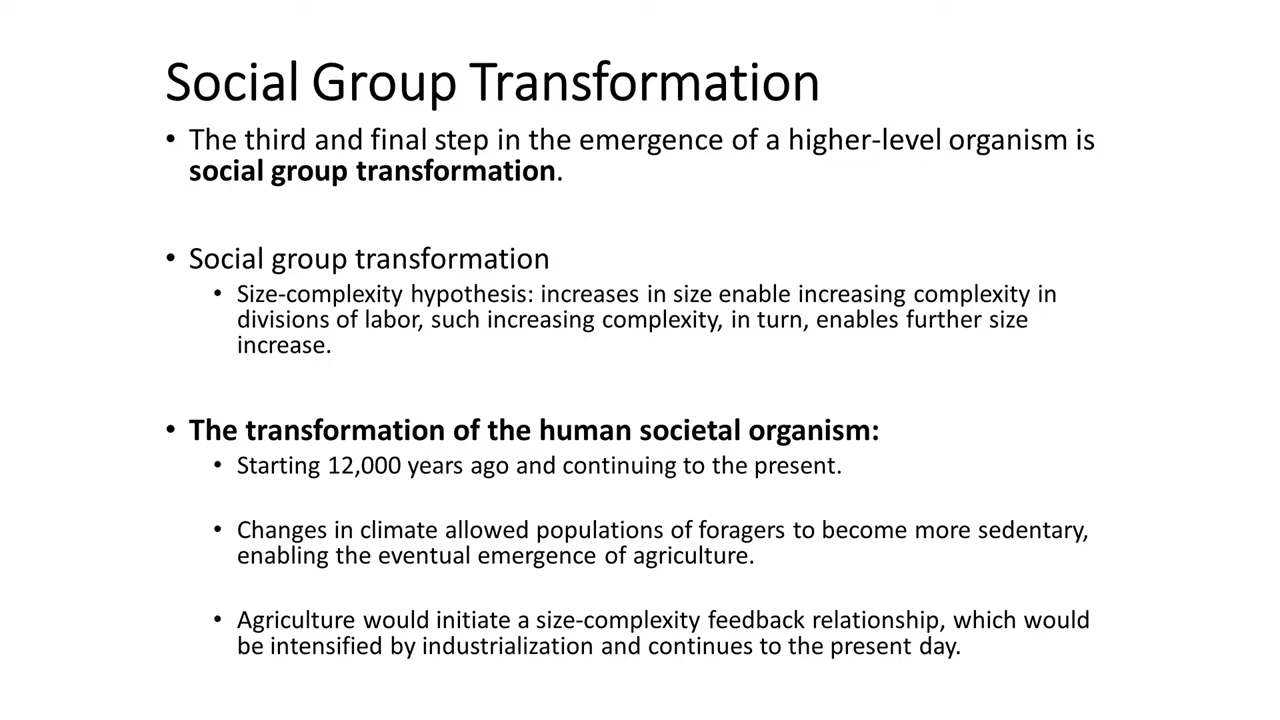 Social Group Transformation
• The third and final step in the emergence of a higher-level organism is
social group transformation.
• Social group transformation
• Size-complexity hypothesis: increases in size enable increasing complexity in
divisions of labor, such increasing complexity, in turn, enables further size
increase.
• The transformation of the human societal organism:
• Starting 12,000 years ago and continuing to the present.
• Changes in climate allowed populations of foragers to become more sedentary,
enabling the eventual emergence of agriculture.
• Agriculture would initiate a size-complexity feedback relationship, which would
be intensified by industrialization and continues to the present day.